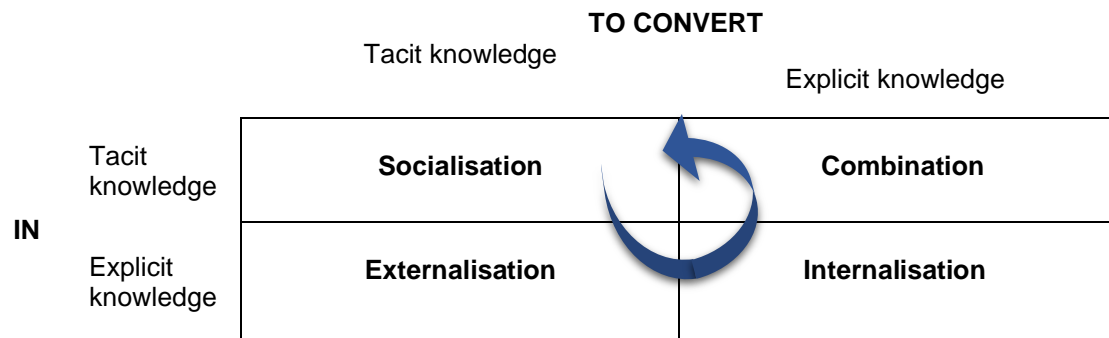 TO CONVERT
Tacit knowledge
Explicit knowledge
Tacit
knowledge
Socialisation
Combination
IN
Explicit
knowledge
Externalisation
Internalisation